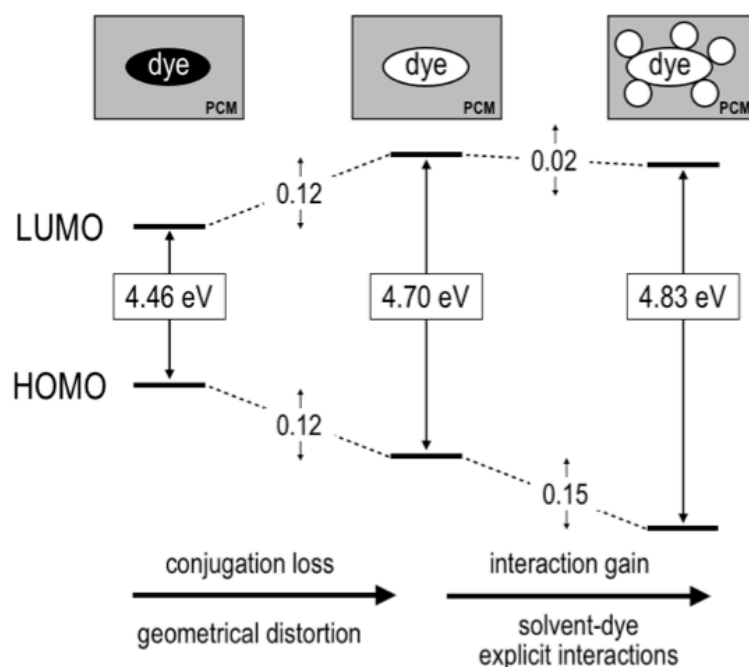 dye
PCM
dye
PCM
dye
PCM
0.12
0.02
LUMO
4.46 eV
4.70 eV
4.83 eV
HOMO
0.12
0.15
conjugation loss
interaction gain
geometrical distortion
solvent-dye
explicit interactions